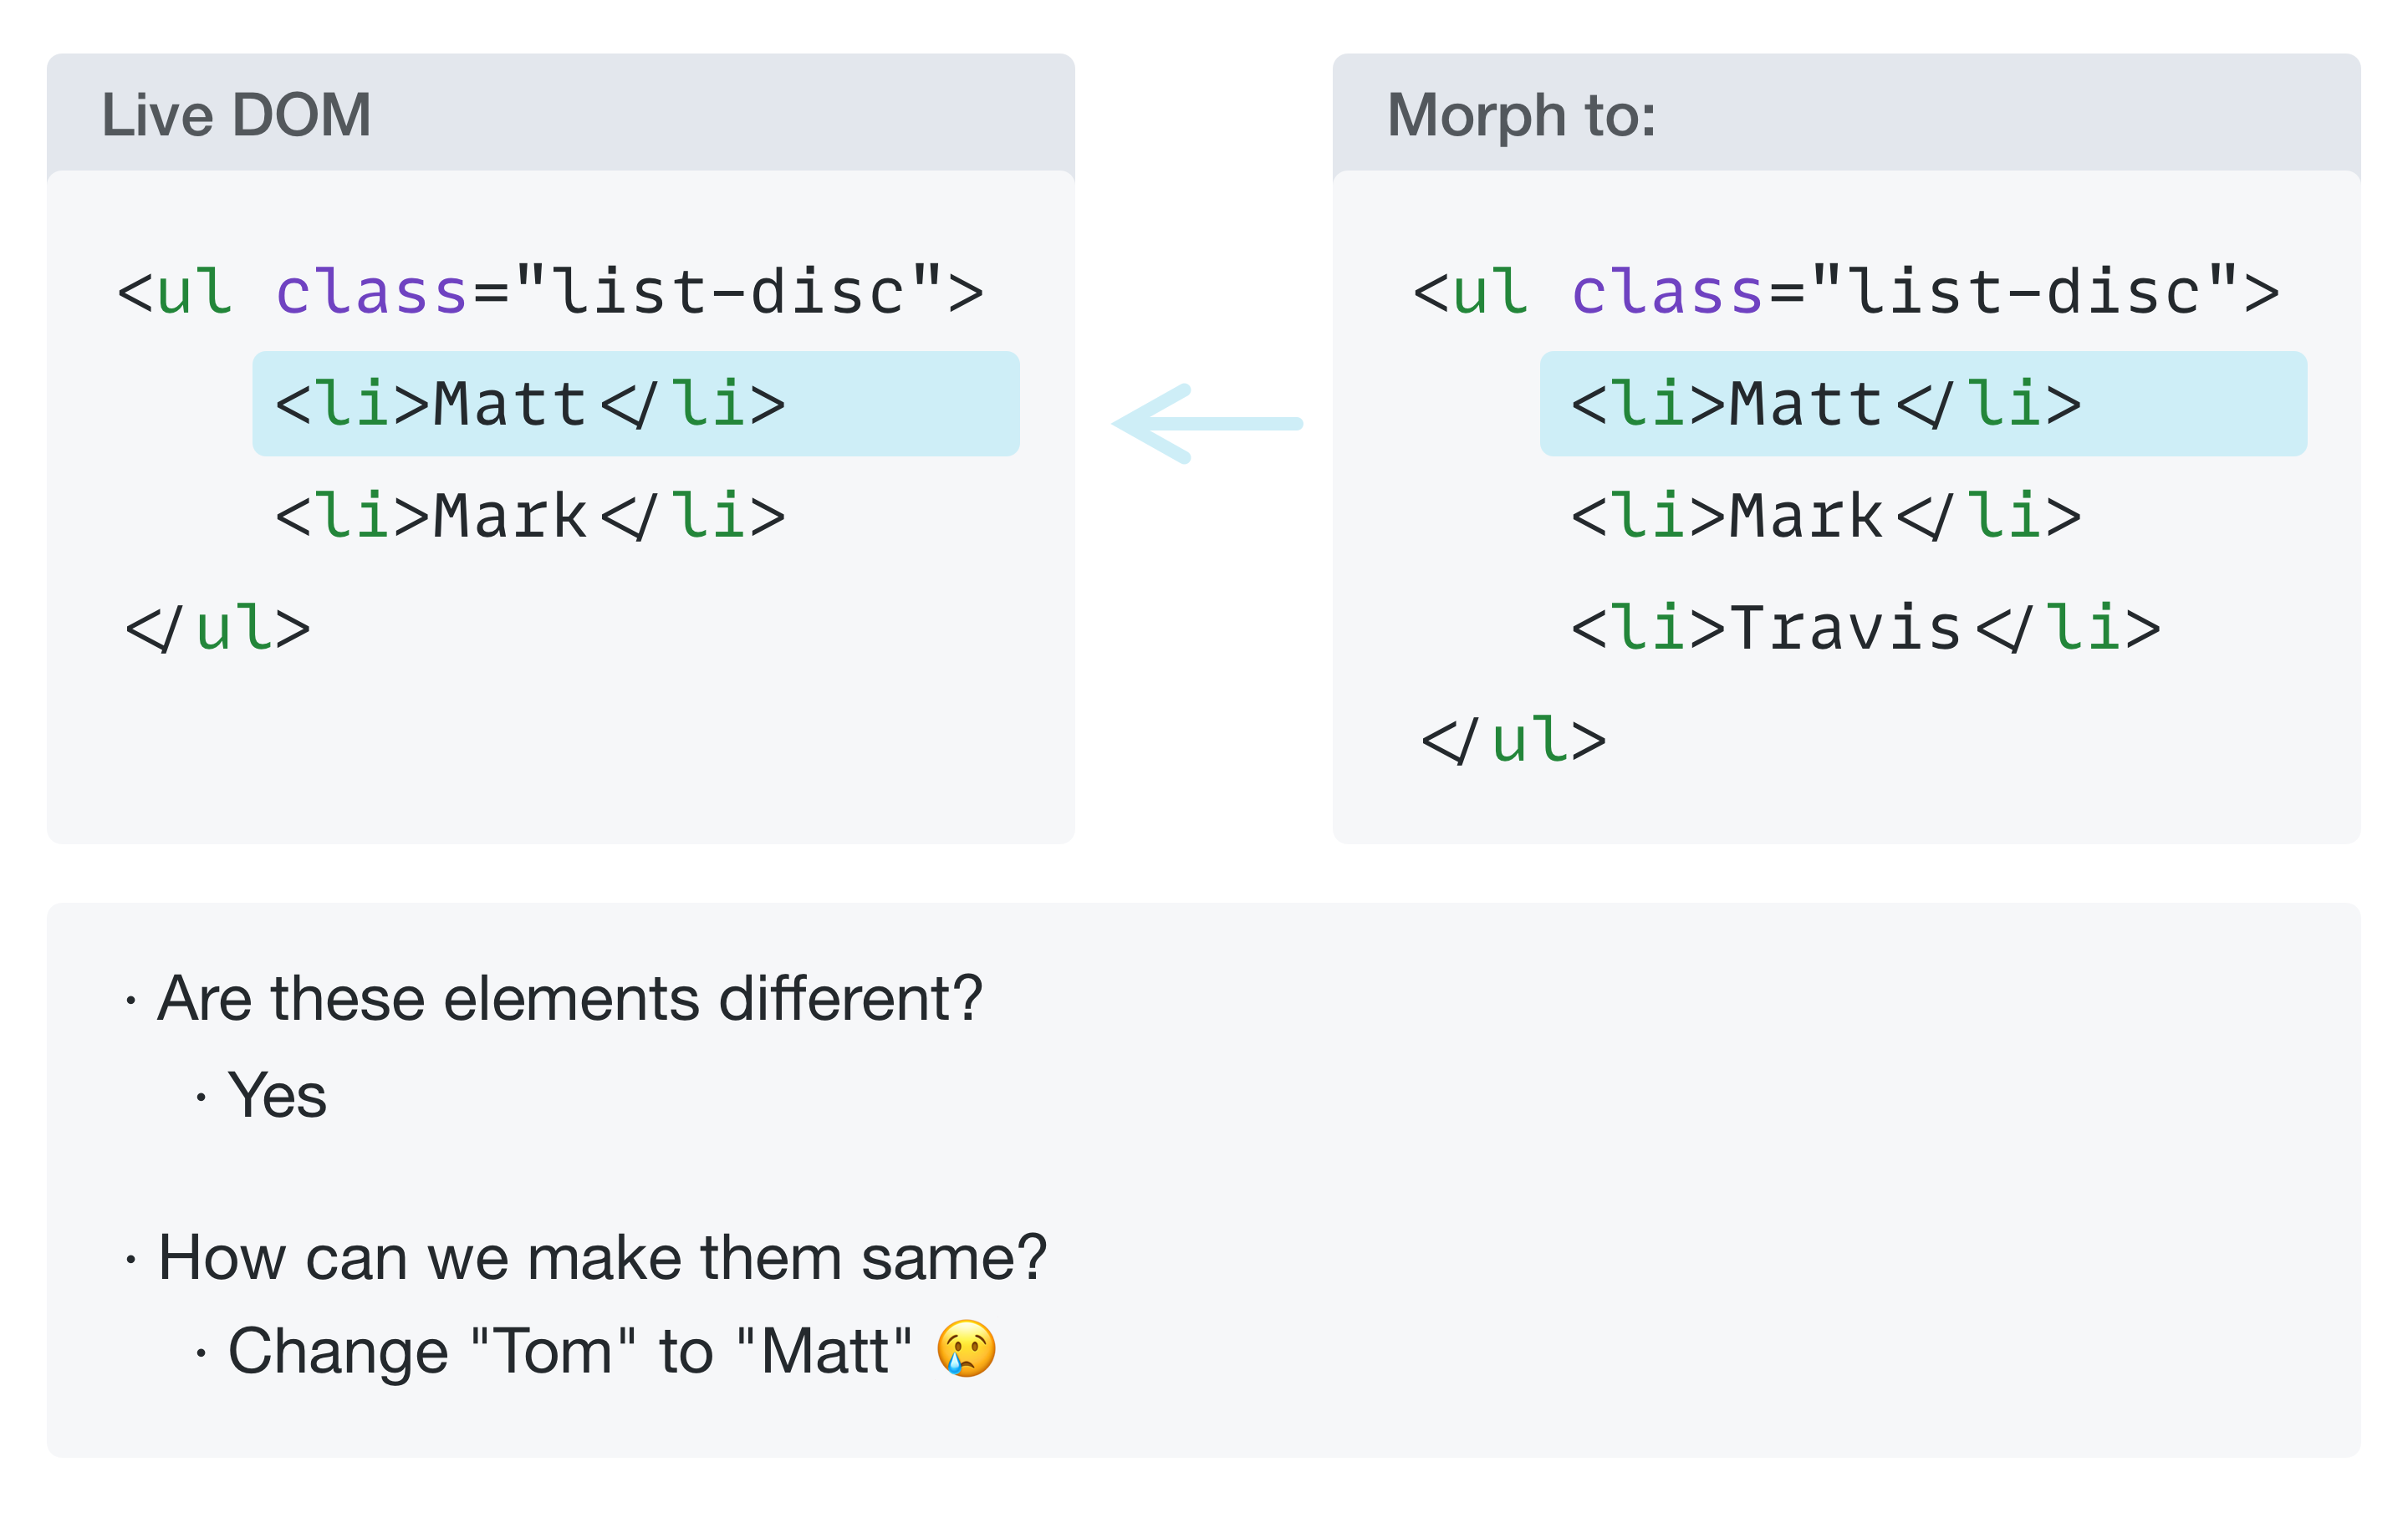 Live DOM
<ul class="list-disc">
<li>Matt</li>
<li>Mark</li>
</ul>
Morph to:
<ul class="list-disc">
<li>Matt</li>
<li>Mark</li>
<li>Travis</li>
</ul>
· Are these elements different?
· Yes
· How can we make them same?
· Change "Tom" to "Matt" 😢